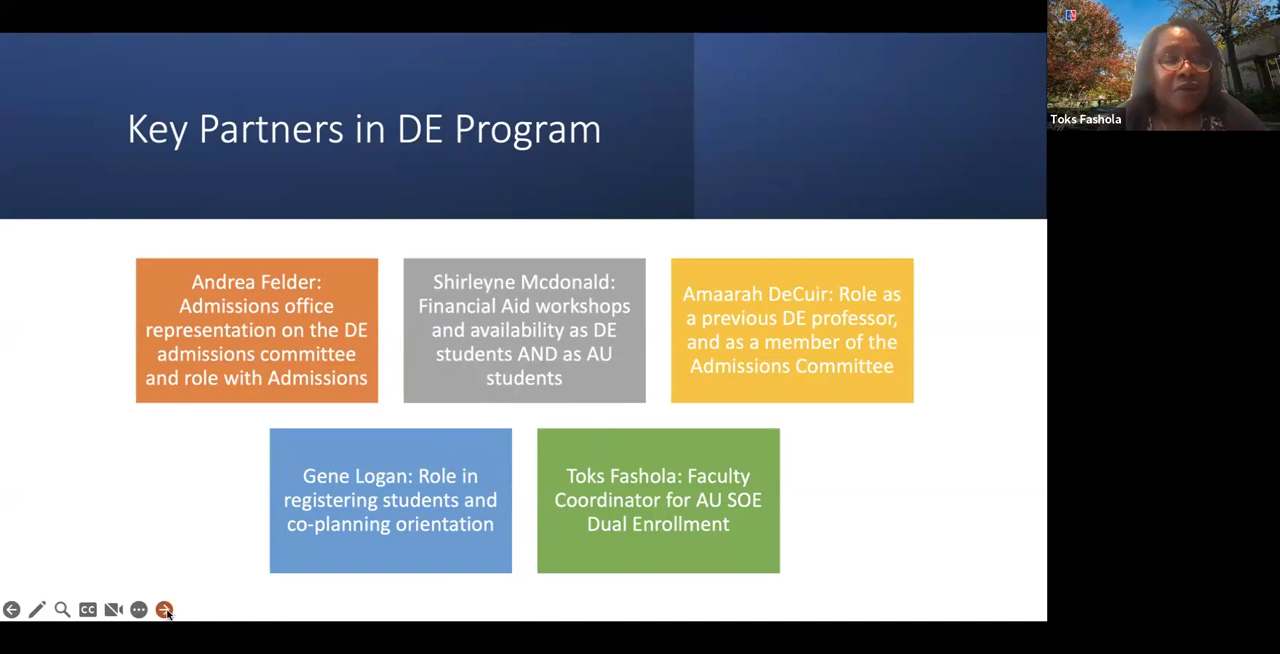 Key Partners in DE Program
Toks Fashola
Andrea Felder:
Admissions office
representation on the DE
admissions committee
and role with Admissions
Shirleyne Mcdonald:
Financial Aid workshops
and availability as DE
students AND as AU
students
Amaarah DeCuir: Role as
a previous DE professor,
and as a member of the
Admissions Committee
Gene Logan: Role in
registering students and
co-planning orientation
Toks Fashola: Faculty
Coordinator for AU SOE
Dual Enrollment
CC